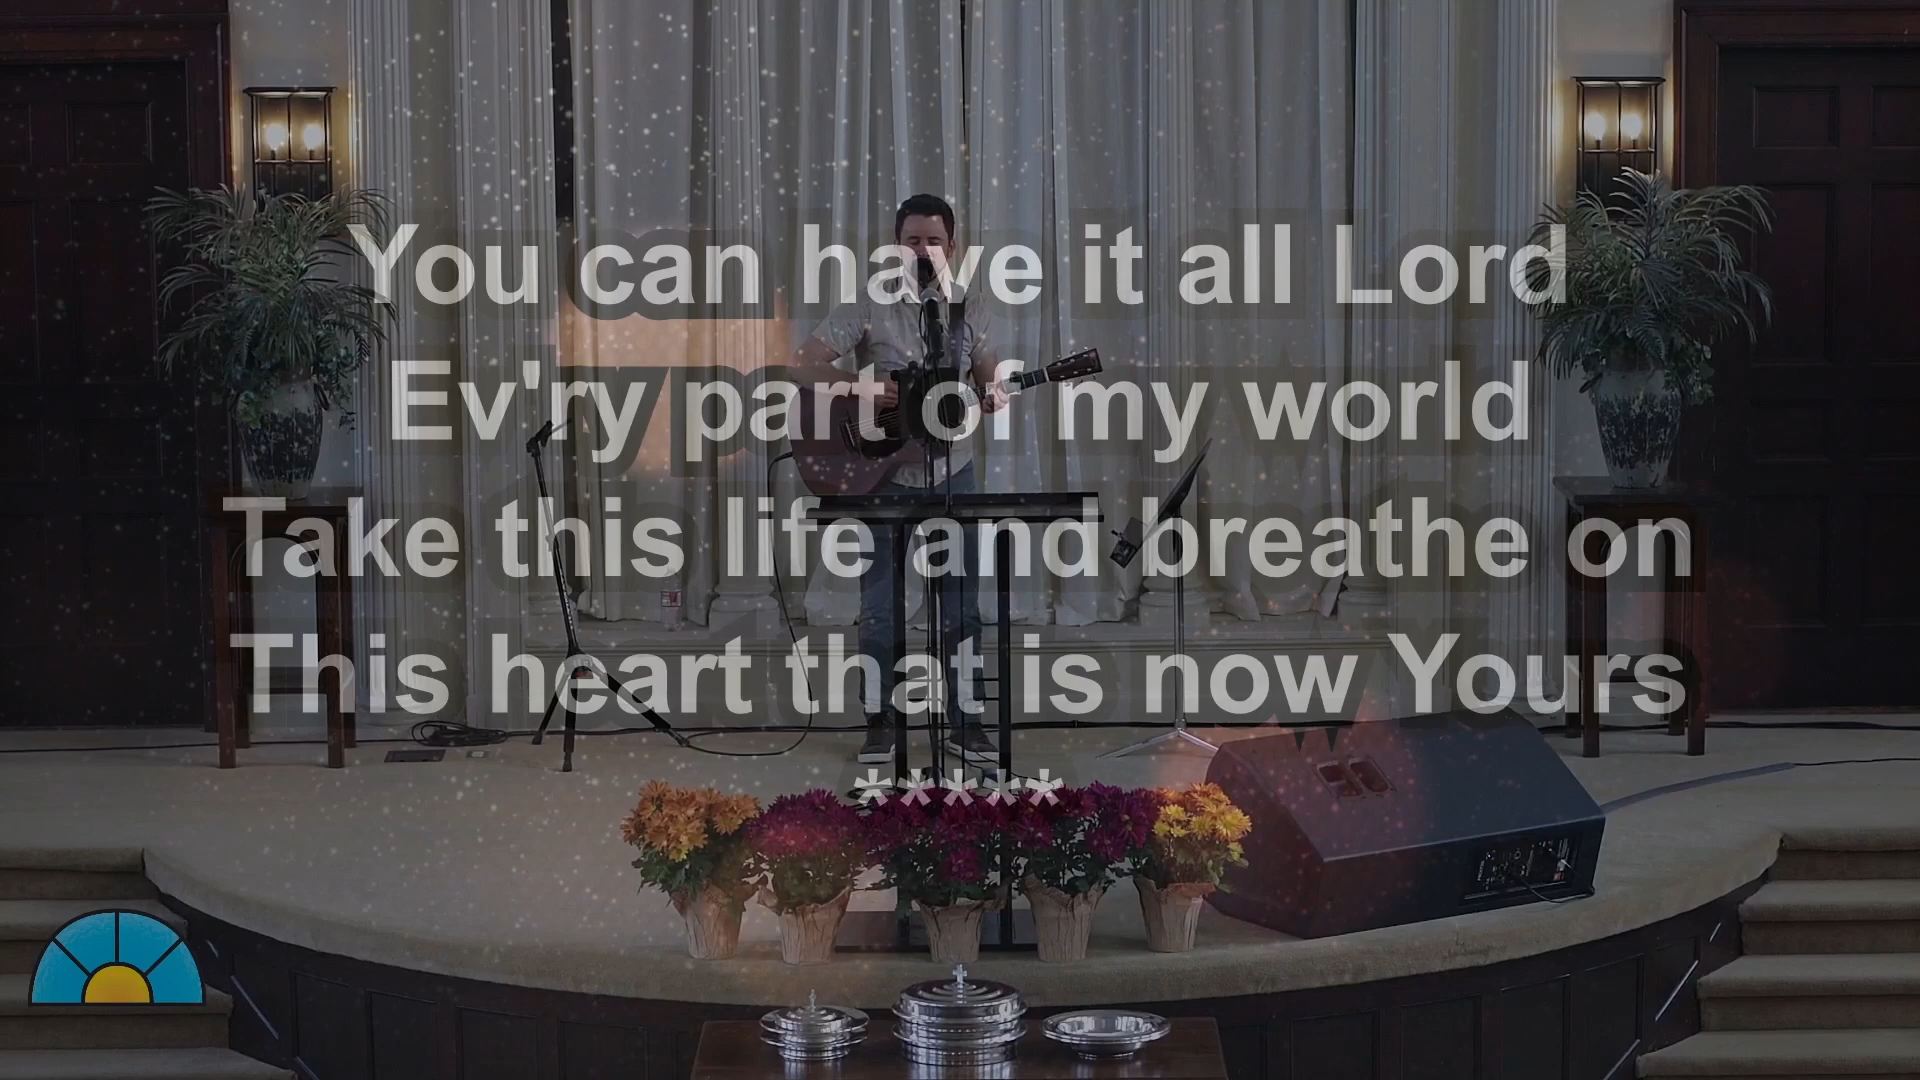 You can have it all Lord
Ev'ry part of my world
Take this life and breathe on
This heart that is now Yours
*****